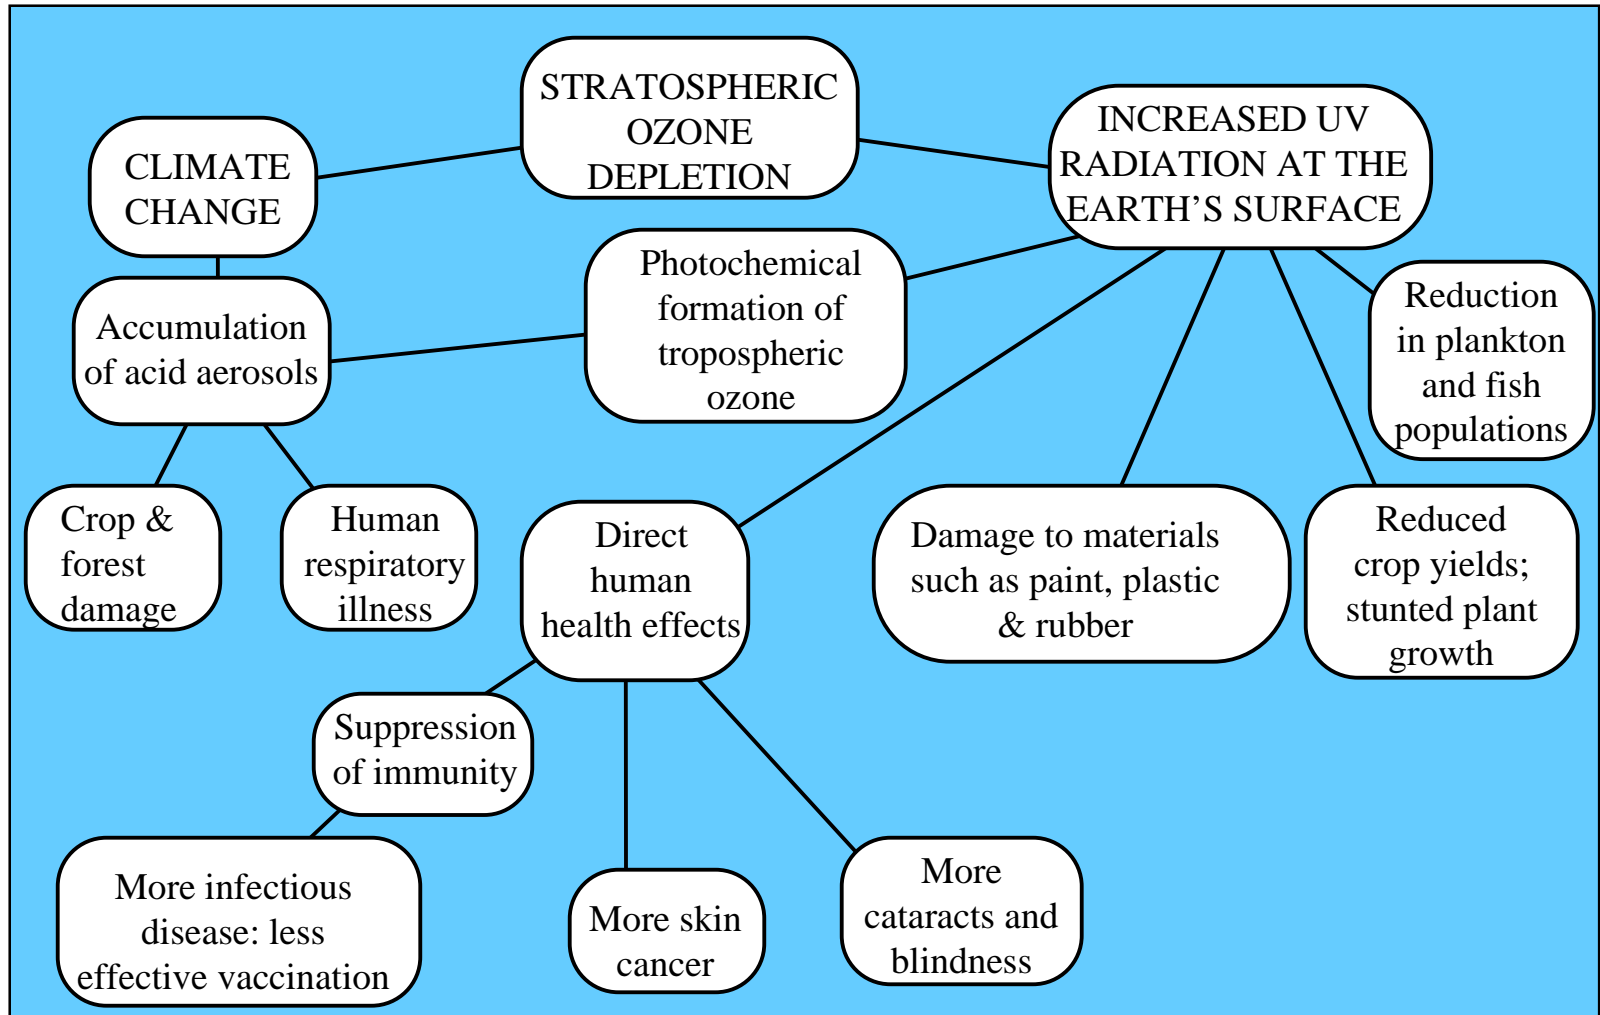 STRATOSPHERIC
OZONE
DEPLETION
CLIMATE
CHANGE
INCREASED UV
RADIATION AT THE
EARTH’S SURFACE
Accumulation
of acid aerosols
Photochemical
formation of
tropospheric
ozone
Reduction
in plankton
and fish
populations
Crop &
forest
damage
Human
respiratory
illness
Direct
human
health effects
Damage to materials
such as paint, plastic
& rubber
Reduced
crop yields;
stunted plant
growth
Suppression
of immunity
More infectious
disease: less
effective vaccination
More skin
cancer
More
cataracts and
blindness